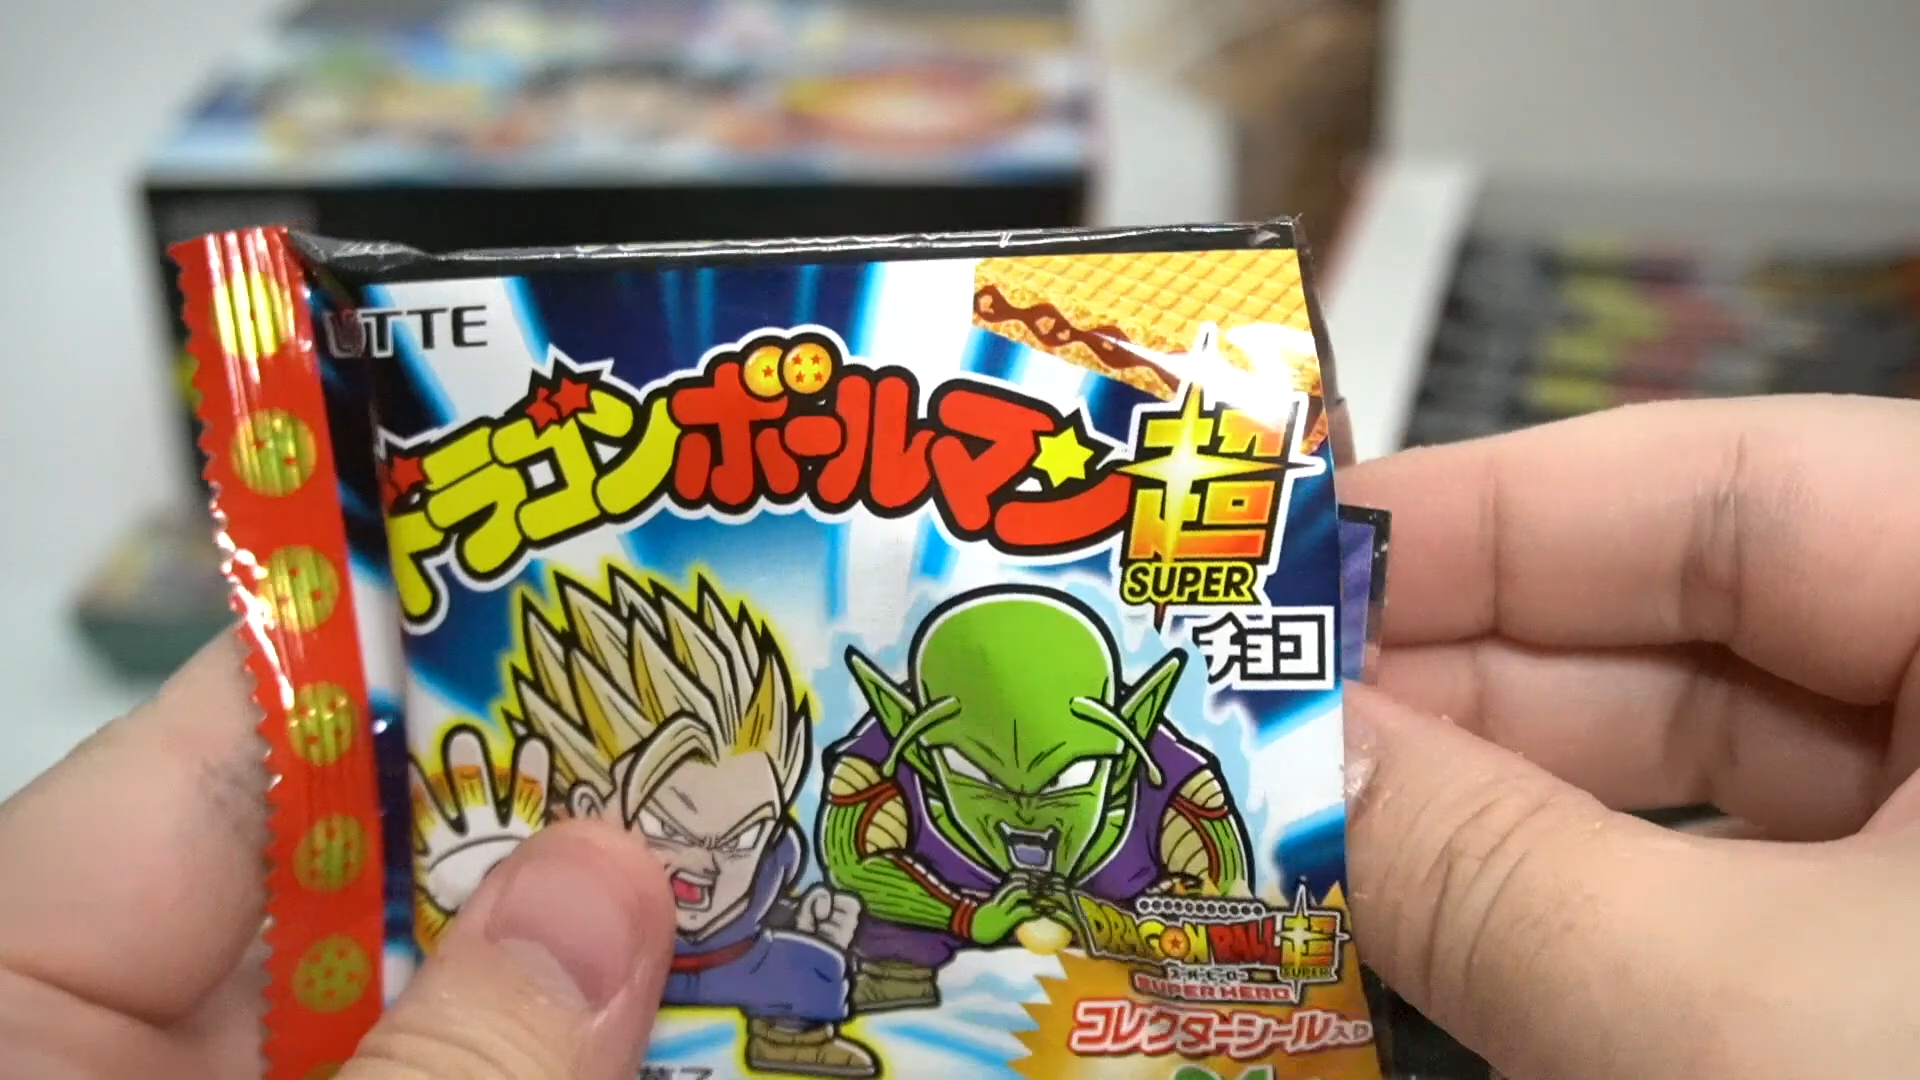 LOTTE
ドラゴンボールマン超
SUPER
チョコ
DRAGON BALL超
SUPER
スーパーヒーロー
SUPER HERO
コレクターシール入り